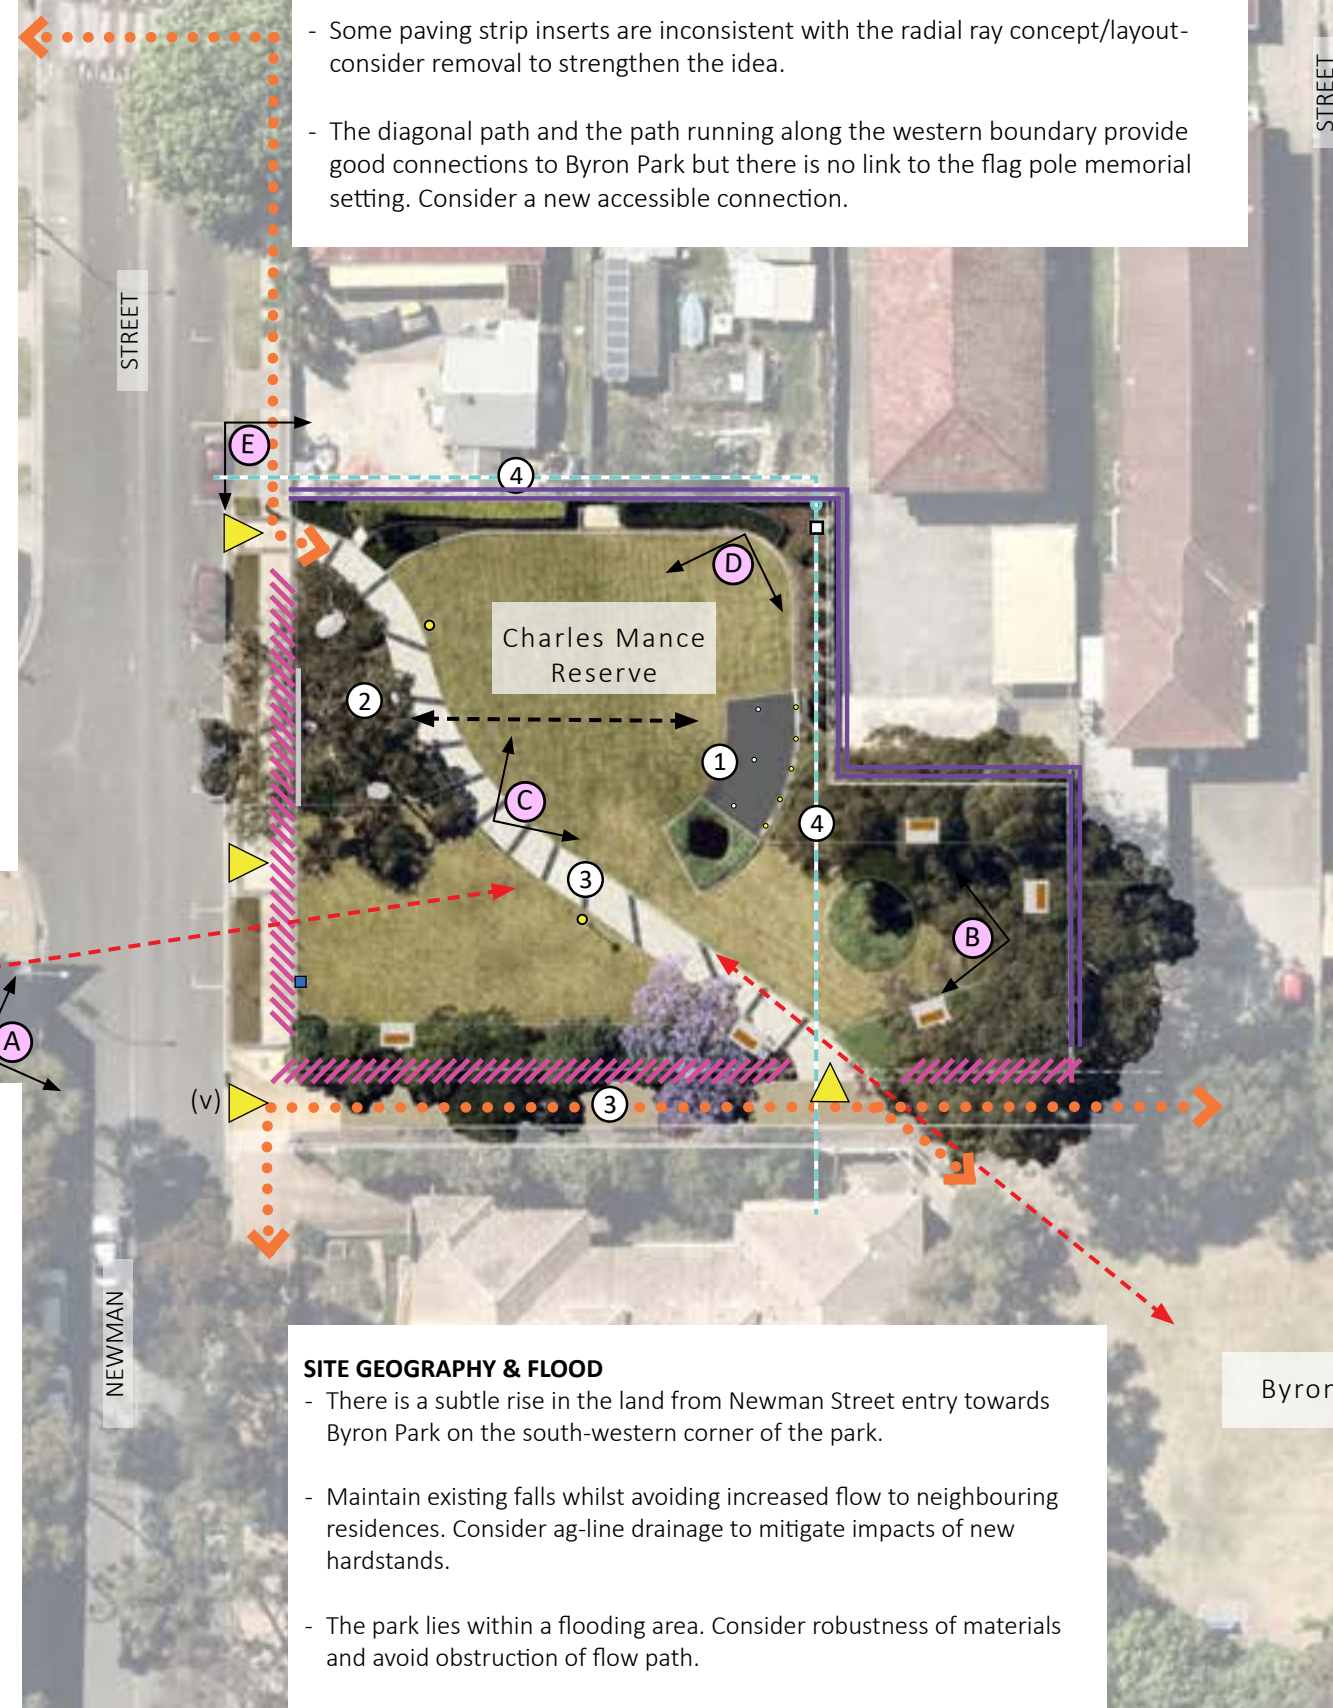 - Some paving strip inserts are inconsistent with the radial ray concept/layout-
consider removal to strengthen the idea.
- The diagonal path and the path running along the western boundary provide
good connections to Byron Park but there is no link to the flag pole memorial
setting. Consider a new accessible connection.
STREET
STREET
E
4
D
Charles Mance
Reserve
2
1
C
4
3
B
A
(v)
3
NEWMAN
Byron
SITE GEOGRAPHY & FLOOD
- There is a subtle rise in the land from Newman Street entry towards
Byron Park on the south-western corner of the park.
- Maintain existing falls whilst avoiding increased flow to neighbouring
residences. Consider ag-line drainage to mitigate impacts of new
hardstands.
- The park lies within a flooding area. Consider robustness of materials
and avoid obstruction of flow path.